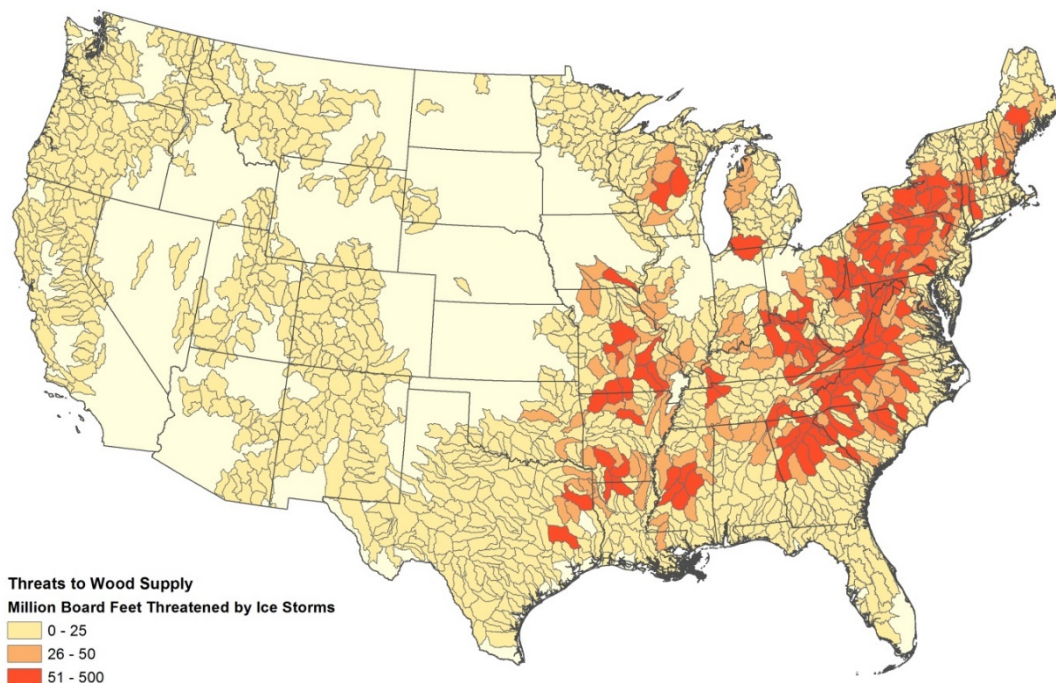 Threats to Wood Supply
Million Board Feet Threatened by Ice Storms
0 - 25
26 - 50
51 - 500